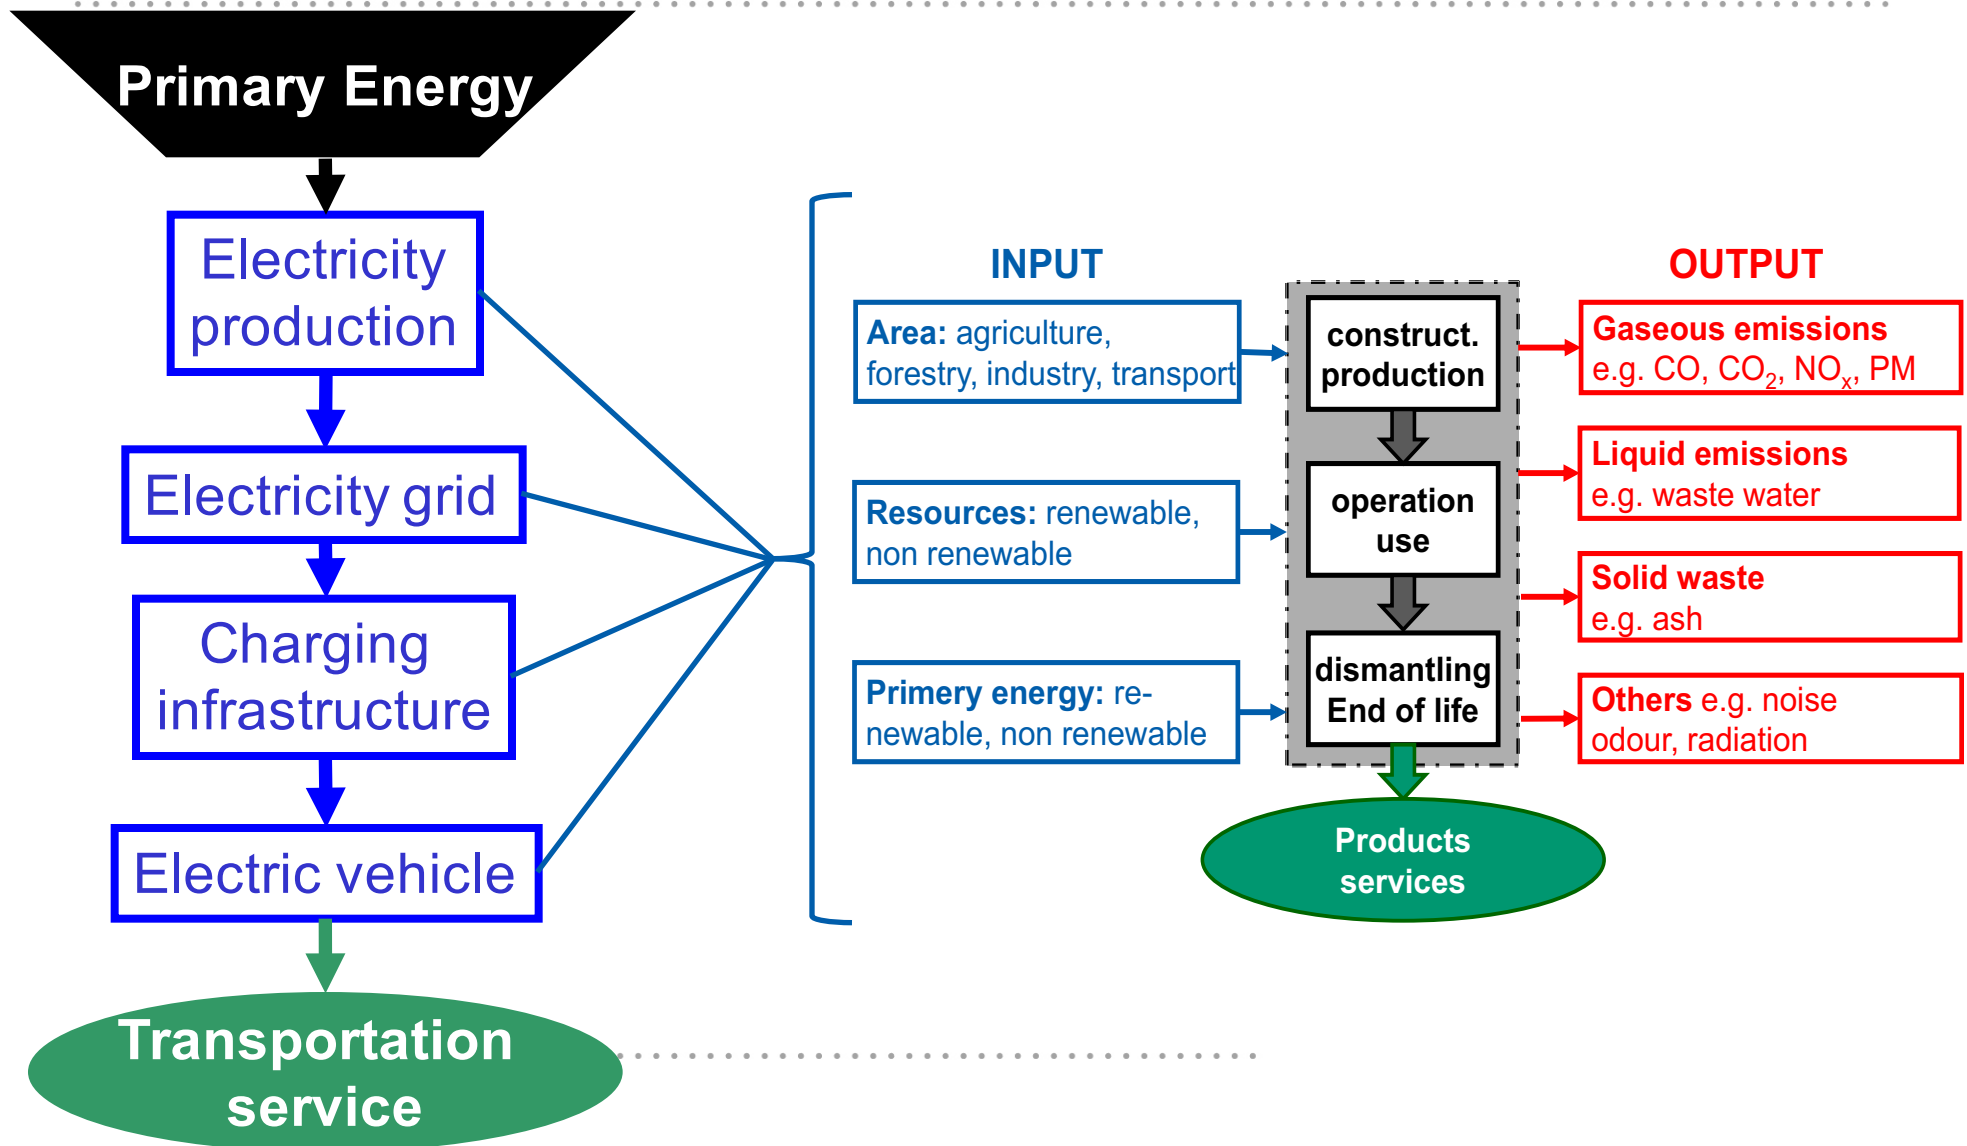 Primary Energy
Electricity
production
Electricity grid
Charging
infrastructure
Electric vehicle
Transportation
service
INPUT
Area: agriculture,
forestry, industry, transport
Resources: renewable,
non renewable
Primery energy: re-
newable, non renewable
construct.
production
operation
use
dismantling
End of life
Products
services
OUTPUT
Gaseous emissions
e.g. CO, CO₂, NOₓ, PM
Liquid emissions
e.g. waste water
Solid waste
e.g. ash
Others e.g. noise
odour, radiation